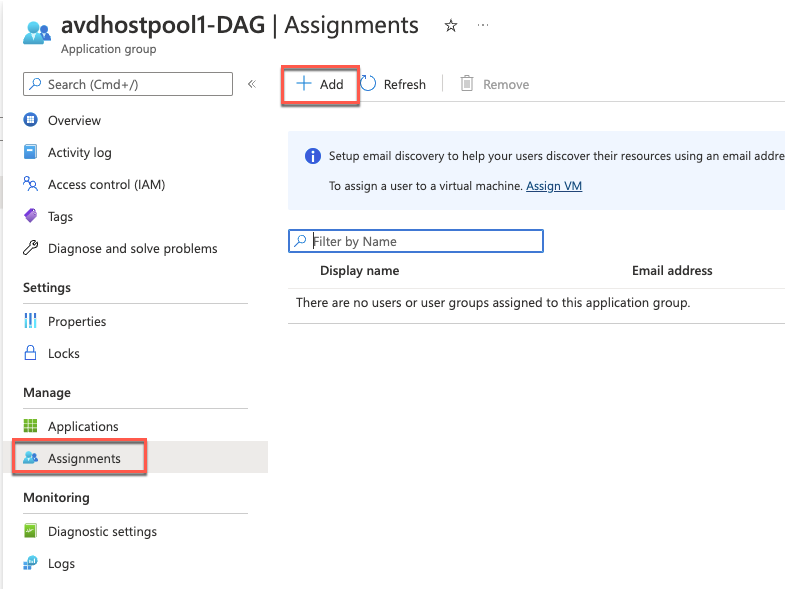 avdhostpool1-DAG | Assignments
Application group
Search (Cmd+/)
Overview
Activity log
Access control (IAM)
Tags
Diagnose and solve problems
Settings
Properties
Locks
Manage
Applications
Assignments
Monitoring
Diagnostic settings
Logs
Add Refresh Remove
Setup email discovery to help your users discover their resources using an email addre
To assign a user to a virtual machine. Assign VM
Filter by Name
Display name Email address
There are no users or user groups assigned to this application group.